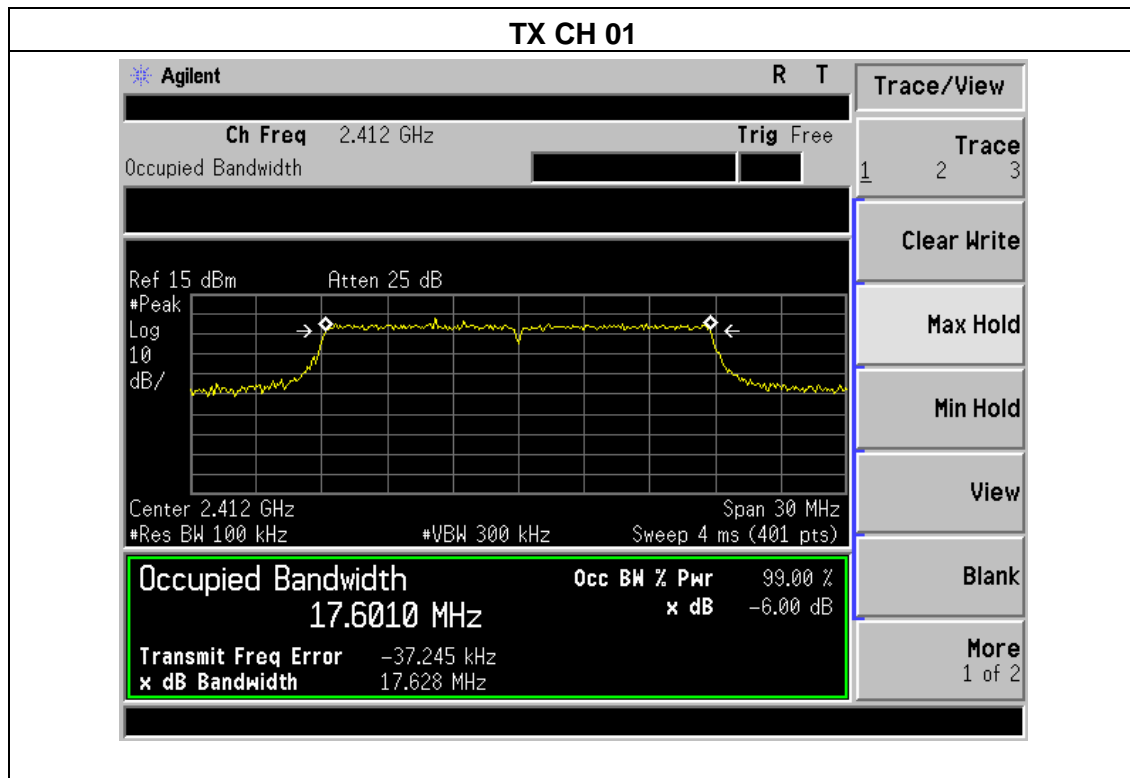 TX CH 01
Agilent R T
Trace/View
Ch Freq 2.412 GHz Trig Free
Occupied Bandwidth
Trace
1 2 3
Clear Write
Ref 15 dBm Atten 25 dB
#Peak
Log
10
dB/
Max Hold
Min Hold
View
Center 2.412 GHz Span 30 MHz
#Res BW 100 kHz #VBW 300 kHz Sweep 4 ms (401 pts)
Occupied Bandwidth Occ BW % Pwr 99.00 %
17.6010 MHz x dB -6.00 dB
Blank
Transmit Freq Error -37.245 kHz
x dB Bandwidth 17.628 MHz
More
1 of 2